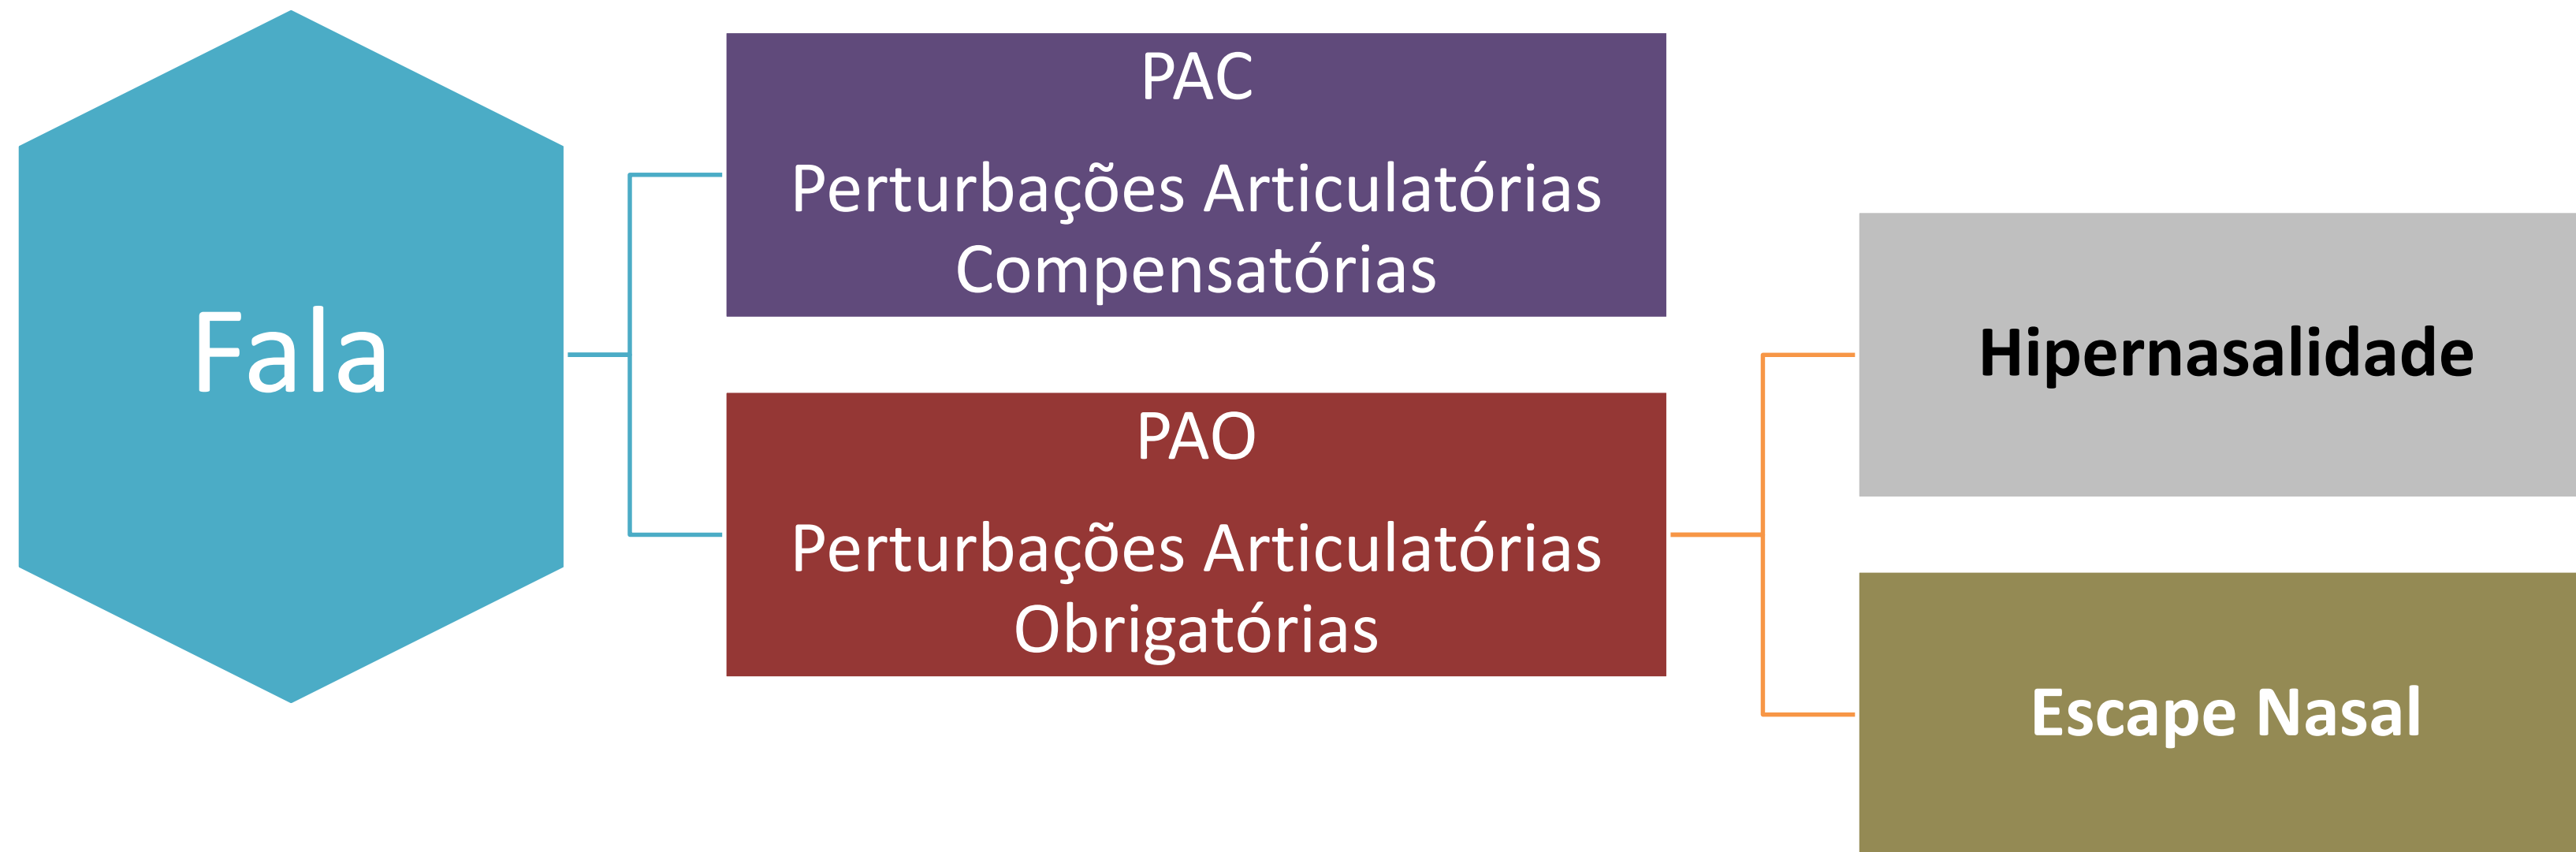 Fala
PAC
Perturbações Articulatórias
Compensatórias
PAO
Perturbações Articulatórias
Obrigatórias
Hipernasalidade
Escape Nasal